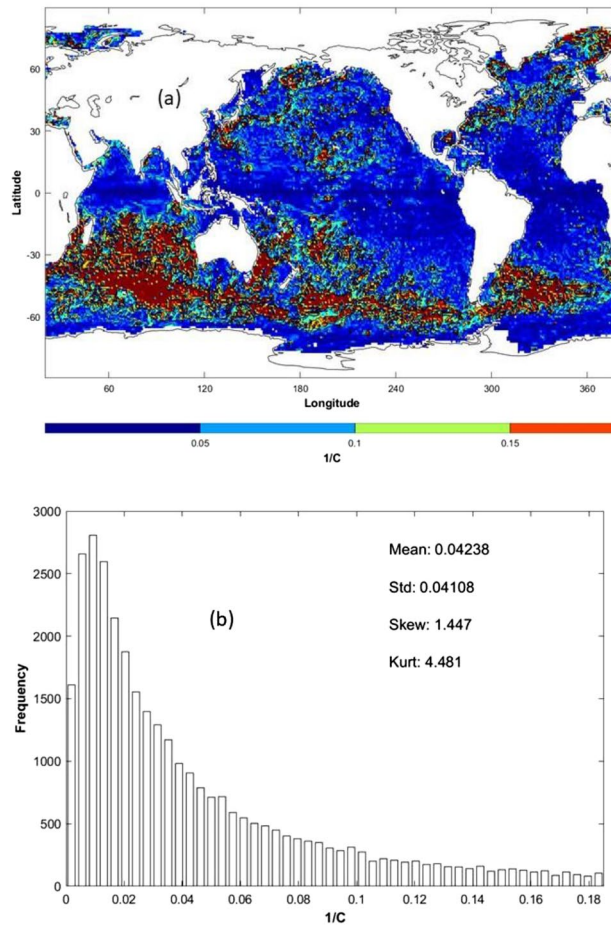 (a)
60
30
0
-30
-60
Latitude
60 120 180 240 300 360
Longitude
0.05 0.1 0.15
1/C
3000
2500
2000
1500
1000
500
0
Frequency
(b)
Mean: 0.04238
Std: 0.04108
Skew: 1.447
Kurt: 4.481
0 0.02 0.04 0.06 0.08 0.1 0.12 0.14 0.16 0.18
1/C